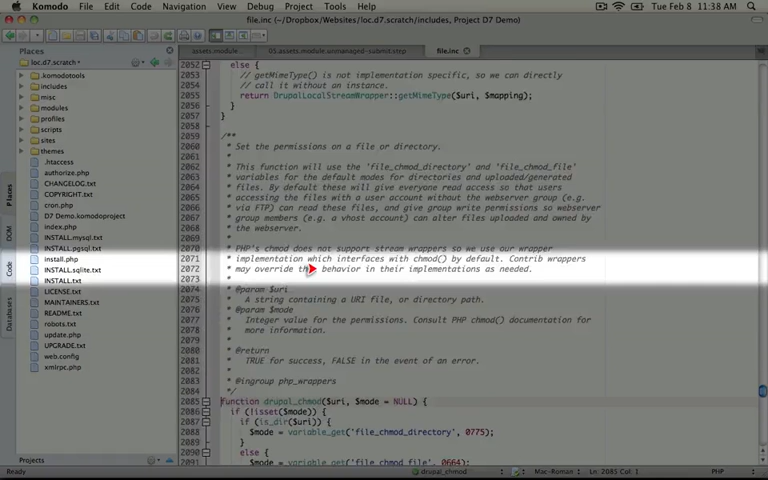 Komodo File Edit Code Navigation View Debug Project Tools Help Tue Feb 8 11:38 AM
file.inc (~/Dropbox/Websites/loc.d7.scratch/includes, Project D7 Demo)
Places
assets.module
05.assets.module.unmanaged-submit.step
file.inc
loc.d7.scratch
.komodotools
includes
misc
modules
profiles
scripts
sites
themes
.htaccess
authorize.php
CHANGELOG.txt
COPYRIGHT.txt
cron.php
D7 Demo.komodoproject
index.php
INSTALL.mysql.txt
INSTALL.pgsql.txt
install.php
INSTALL.sqlite.txt
INSTALL.txt
LICENSE.txt
MAINTAINERS.txt
README.txt
robots.txt
update.php
UPGRADE.txt
web.config
xmlrpc.php
Places
DOM
Code
Databases
2052 else {
2053 // getMimeType() is not implementation specific, so we can directly
2054 // call it without an instance.
2055 return DrupalLocalStreamWrapper::getMimeType($uri, $mapping);
2056 }
2057 }
2058
2059 /**
2060 * Set the permissions on a file or directory.
2061 *
2062 * This function will use the 'file_chmod_directory' and 'file_chmod_file'
2063 * variables for the default modes for directories and uploaded/generated
2064 * files. By default these will give everyone read access so that users
2065 * accessing the files with a user account without the webserver group (e.g.
2066 * via FTP) can read these files, and give group write permissions so webserver
2067 * group members (e.g. a vhost account) can alter files uploaded and owned by
2068 * the webserver.
2069 *
2070 * PHP's chmod does not support stream wrappers so we use our wrapper
2071 * implementation which interfaces with chmod() by default. Contrib wrappers
2072 * may override behavior in their implementations as needed.
2073 *
2074 * @param $uri
2075 * A string containing a URI file, or directory path.
2076 * @param $mode
2077 * Integer value for the permissions. Consult PHP chmod() documentation for
2078 * more information.
2079 *
2080 * @return
2081 * TRUE for success, FALSE in the event of an error.
2082 *
2083 * @ingroup php_wrappers
2084 */
2085 function drupal_chmod($uri, $mode = NULL) {
2086 if (!isset($mode)) {
2087 if (is_dir($uri)) {
2088 $mode = variable_get('file_chmod_directory', 0775);
2089 }
2090 else {
2091 $mode = variable_get('file_chmod_file', 0664);
Projects
Ready
drupal_chmod
Mac-Roman
Ln: 2085 Col: 1
PHP